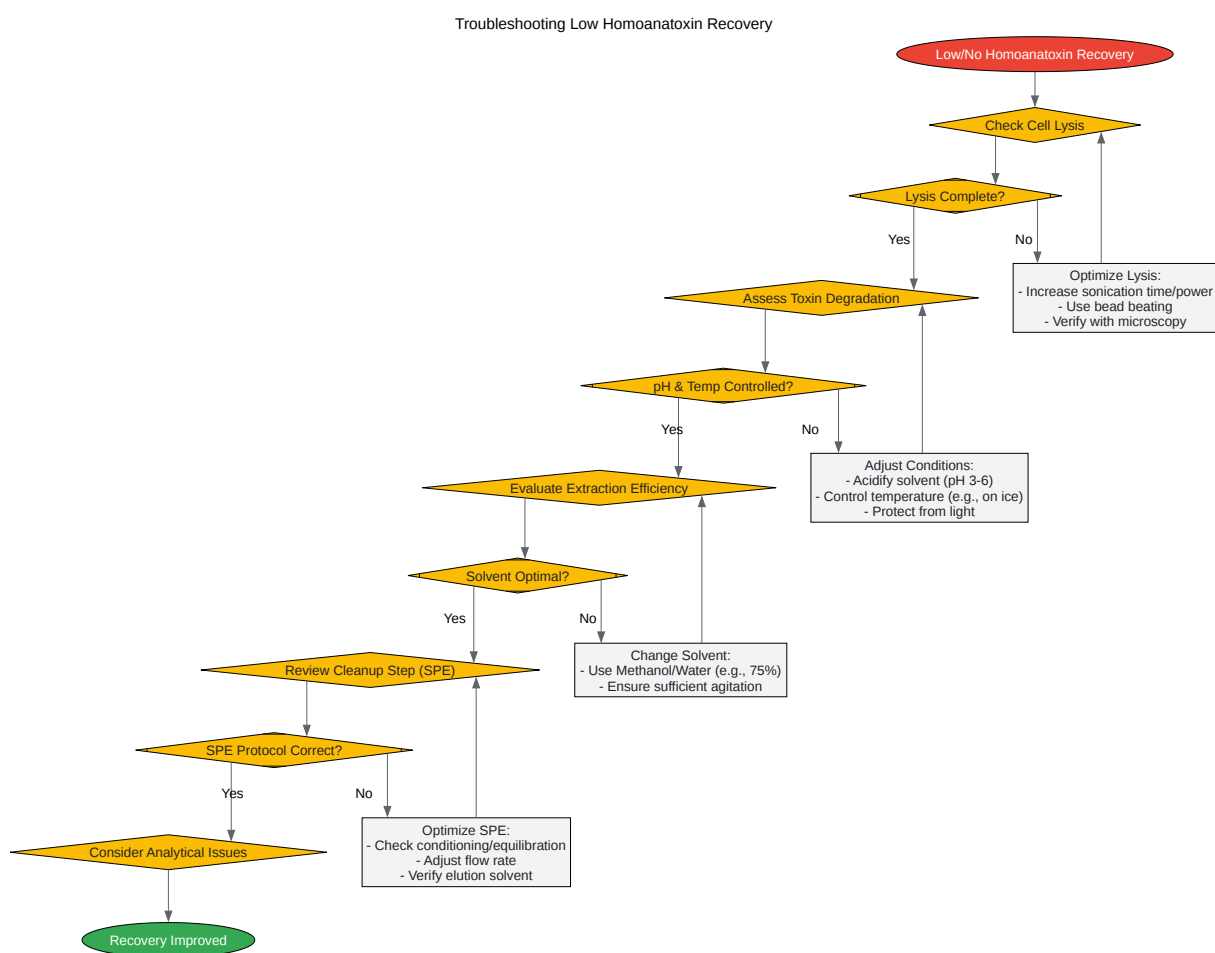 Troubleshooting Low Homoanatoxin Recovery
Low/No Homoanatoxin Recovery
Check Cell Lysis
Lysis Complete?
Yes
No
Optimize Lysis:
- Increase sonication time/power
- Use bead beating
- Verify with microscopy
Assess Toxin Degradation
pH & Temp Controlled?
Yes
No
Adjust Conditions:
- Acidify solvent (pH 3-6)
- Control temperature (e.g., on ice)
- Protect from light
Evaluate Extraction Efficiency
Solvent Optimal?
Yes
No
Change Solvent:
- Use Methanol/Water (e.g., 75%)
- Ensure sufficient agitation
Review Cleanup Step (SPE)
SPE Protocol Correct?
Yes
No
Optimize SPE:
- Check conditioning/equilibration
- Adjust flow rate
- Verify elution solvent
Consider Analytical Issues
Recovery Improved